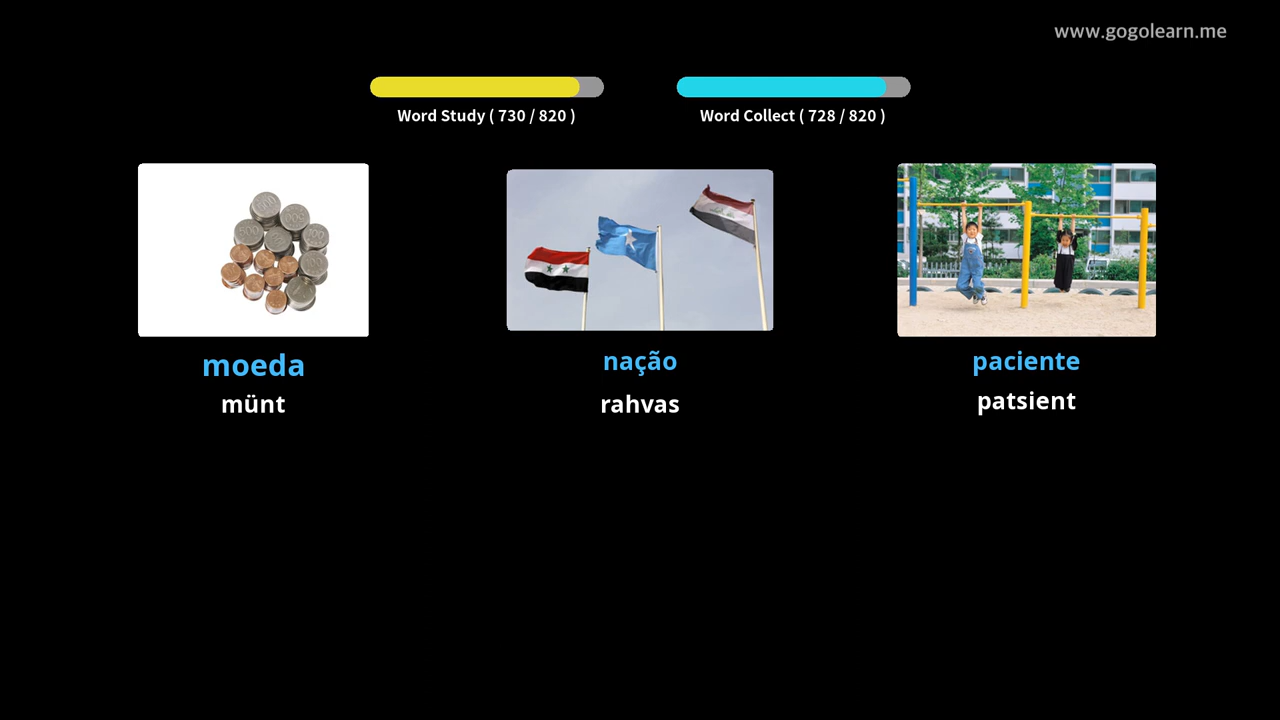 www.gogolearn.me
Word Study ( 730 / 820 )
Word Collect ( 728 / 820 )
moeda
münt
nação
rahvas
paciente
patsient